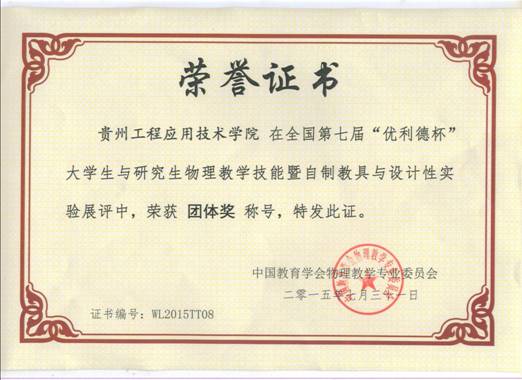 荣誉证书
贵州工程应用技术学院 在全国第七届“优利德杯”
大学生与研究生物理教学技能暨自制教具与设计性实
验展评中，荣获 团体奖 称号，特发此证。
中国教育学会物理教学专业委员会
二〇一五年七月三十一日
证书编号：WL2015TT08